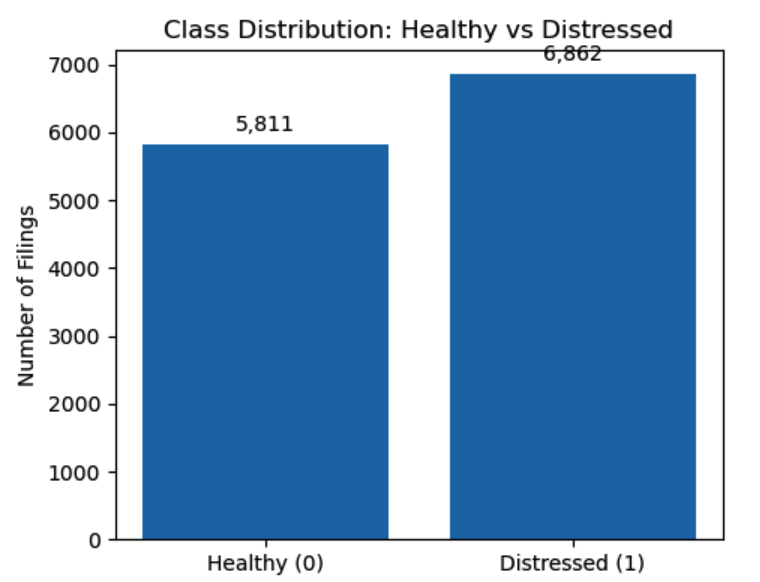 Class Distribution: Healthy vs Distressed
6,862
5,811
7000
6000
5000
4000
3000
2000
1000
0
Number of Filings
Healthy (0)
Distressed (1)